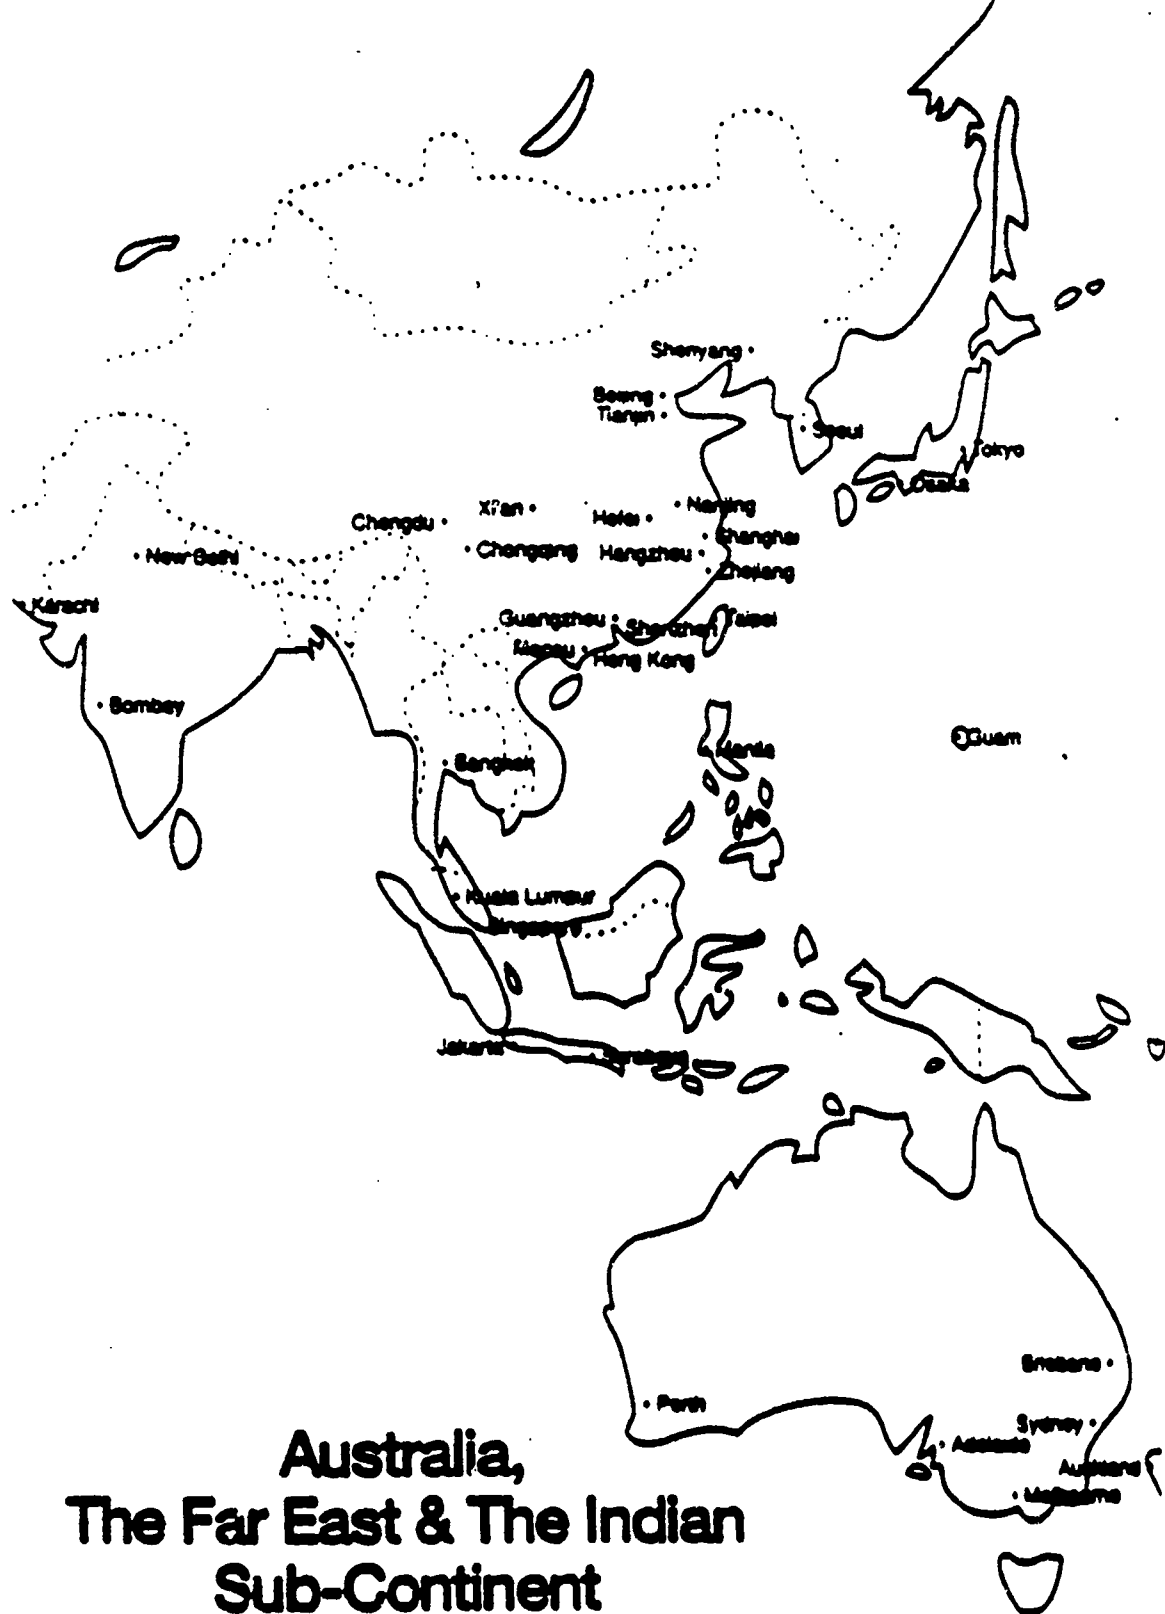 Shenyang
Beijing
Tianjin
Seoul
Tokyo
Osaka
Xi'an
Nanjing
Chengdu
Hefei
Shanghai
New Delhi
Chongqing
Hangzhou
Zhejiang
Karachi
Guangzhou
Shenzhen
Taipei
Macau
Hong Kong
Bombay
Guam
Manila
Bangkok
Kuala Lumpur
Singapore
Jakarta
Surabaya
Brisbane
Perth
Sydney
Adelaide
Auckland
Melbourne
Australia,
The Far East & The Indian
Sub-Continent